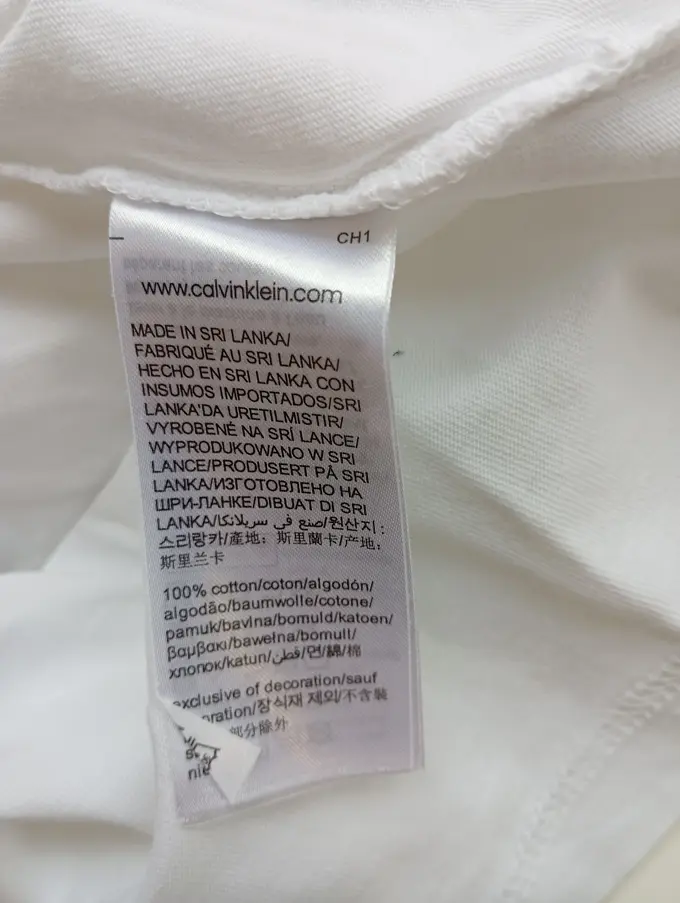 CH1
www.calvinklein.com
MADE IN SRI LANKA/
FABRIQUÉ AU SRI LANKA/
HECHO EN SRI LANKA CON
INSUMOS IMPORTADOS/SRI
LANKA'DA URETILMISTIR/
VYROBENÉ NA SRÍ LANCE/
WYPRODUKOWANO W SRI
LANCE/PRODUSERT PÅ SRI
LANKA/ИЗГОТОВЛЕНО НА
ШРИ-ЛАНКЕ/DIBUAT DI SRI
LANKA/صنع في سريلانكا/원산지:
스리랑카/產地: 斯里蘭卡/产地:
斯里兰卡
100% cotton/coton/algodón/
algodão/baumwolle/cotone/
pamuk/bavlna/bomuld/katoen/
βαμβακι/bawełna/bomull/
хлопок/katun/قطن/면/綿/棉
exclusive of decoration/sauf
ration/장식재 제외/不含裝
部分除外